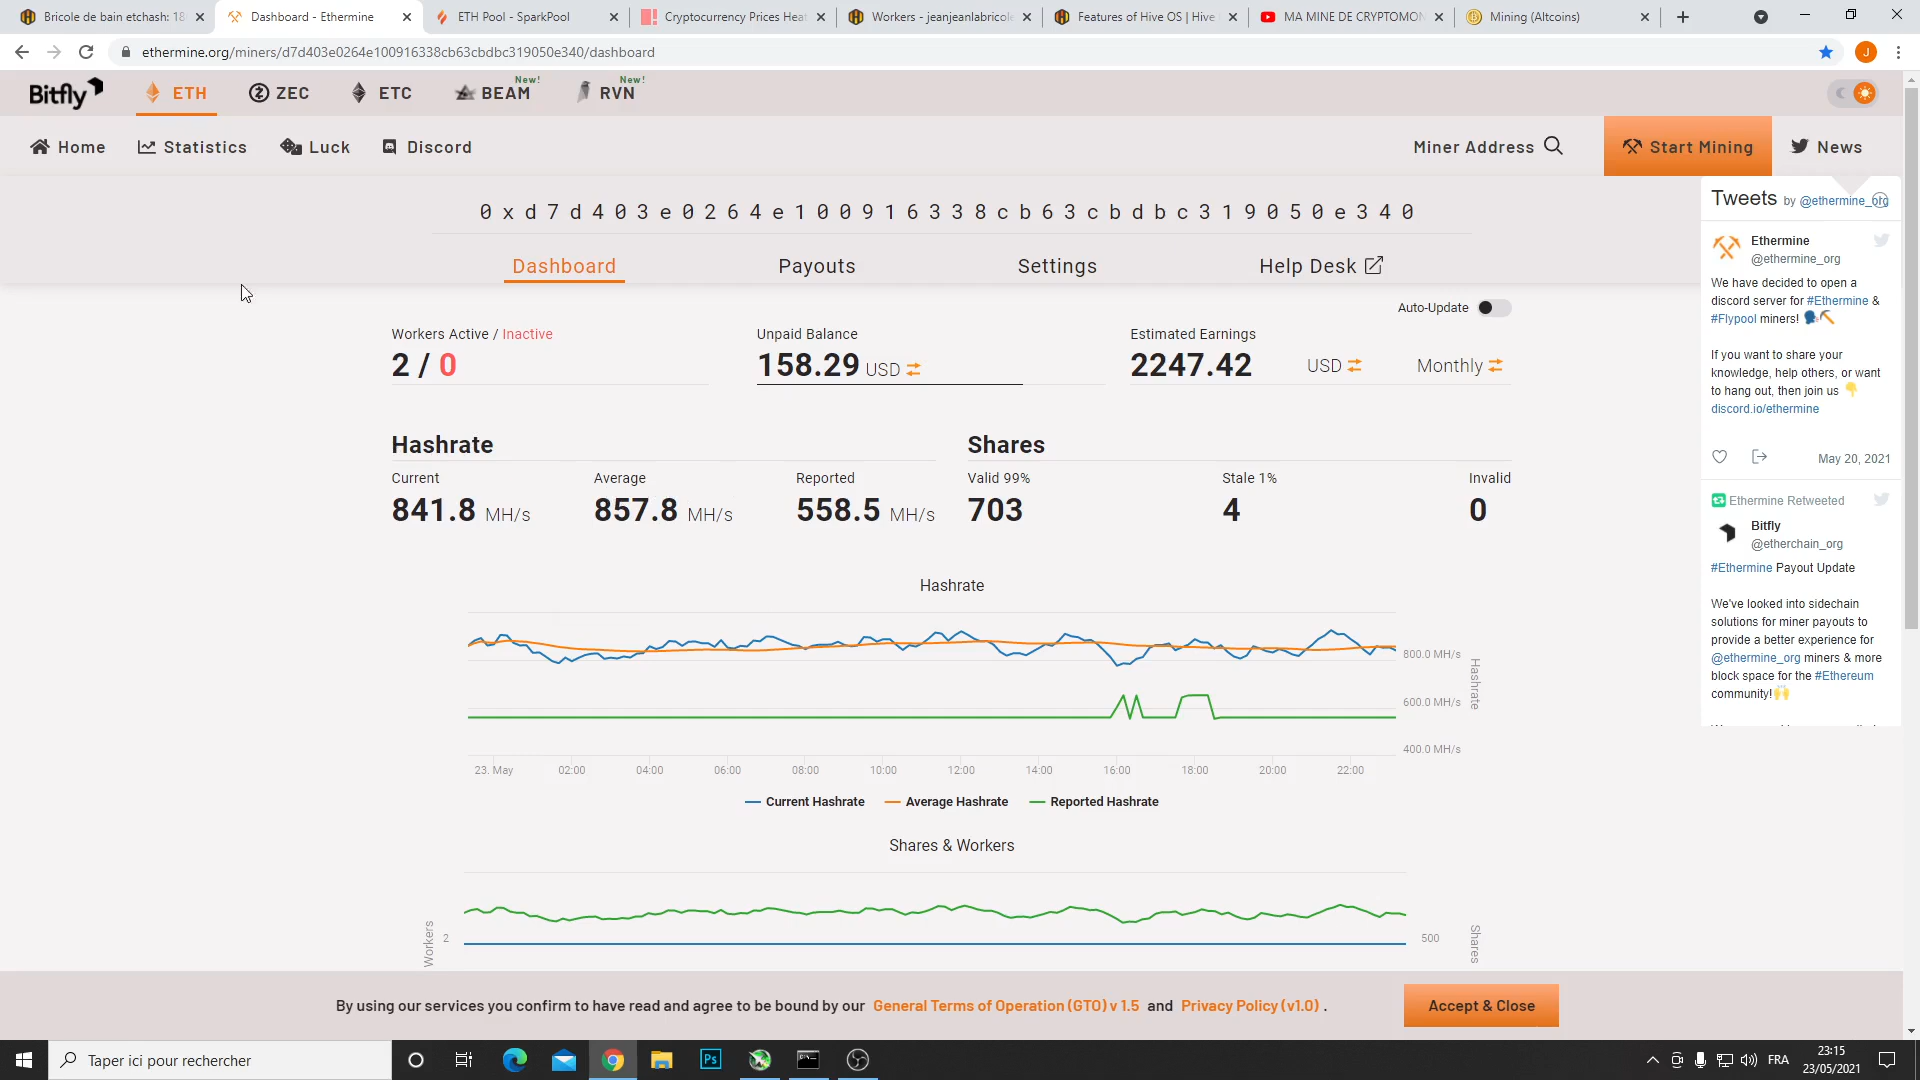 Bricole de bain etchash: 18
Dashboard - Ethermine
ETH Pool - SparkPool
Cryptocurrency Prices Heat
Workers - jeanjeanlabricole
Features of Hive OS | Hive
MA MINE DE CRYPTOMON
Mining (Altcoins)
ethermine.org/miners/d7d403e0264e100916338cb63cbdbc319050e340/dashboard
J
Bitfly
ETH
ZEC
ETC
BEAM
New!
RVN
New!
Home
Statistics
Luck
Discord
Miner Address
Start Mining
News
0xd7d403e0264e100916338cb63cbdbc319050e340
Dashboard
Payouts
Settings
Help Desk
Auto-Update
Workers Active / Inactive
2 / 0
Unpaid Balance
158.29 USD
Estimated Earnings
2247.42
USD
Monthly
Hashrate
Current
841.8 MH/s
Average
857.8 MH/s
Reported
558.5 MH/s
Shares
Valid 99%
703
Stale 1%
4
Invalid
0
Hashrate
800.0 MH/s
600.0 MH/s
400.0 MH/s
Hashrate
23. May
02:00
04:00
06:00
08:00
10:00
12:00
14:00
16:00
18:00
20:00
22:00
Current Hashrate
Average Hashrate
Reported Hashrate
Shares & Workers
Workers
2
500
Shares
Tweets by @ethermine_org
Ethermine
@ethermine_org
We have decided to open a
discord server for #Ethermine &
#Flypool miners!
If you want to share your
knowledge, help others, or want
to hang out, then join us
discord.io/ethermine
May 20, 2021
Ethermine Retweeted
Bitfly
@etherchain_org
#Ethermine Payout Update
We've looked into sidechain
solutions for miner payouts to
provide a better experience for
@ethermine_org miners & more
block space for the #Ethereum
community!
By using our services you confirm to have read and agree to be bound by our General Terms of Operation (GTO) v 1.5 and Privacy Policy (v1.0) .
Accept & Close
Taper ici pour rechercher
Ps
FRA
23:15
23/05/2021